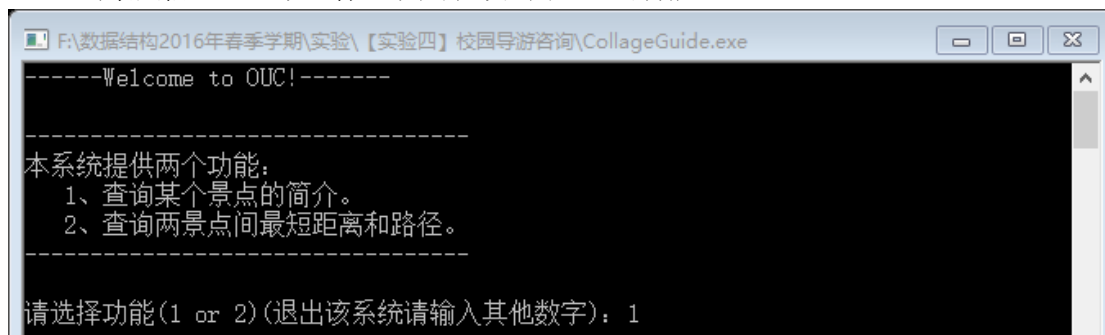 F:\数据结构2016年春季学期\实验\【实验四】校园导游咨询\CollageGuide.exe
------Welcome to OUC!-------
----------------------------------
本系统提供两个功能：
1、查询某个景点的简介。
2、查询两景点间最短距离和路径。
----------------------------------
请选择功能(1 or 2)(退出该系统请输入其他数字)：1